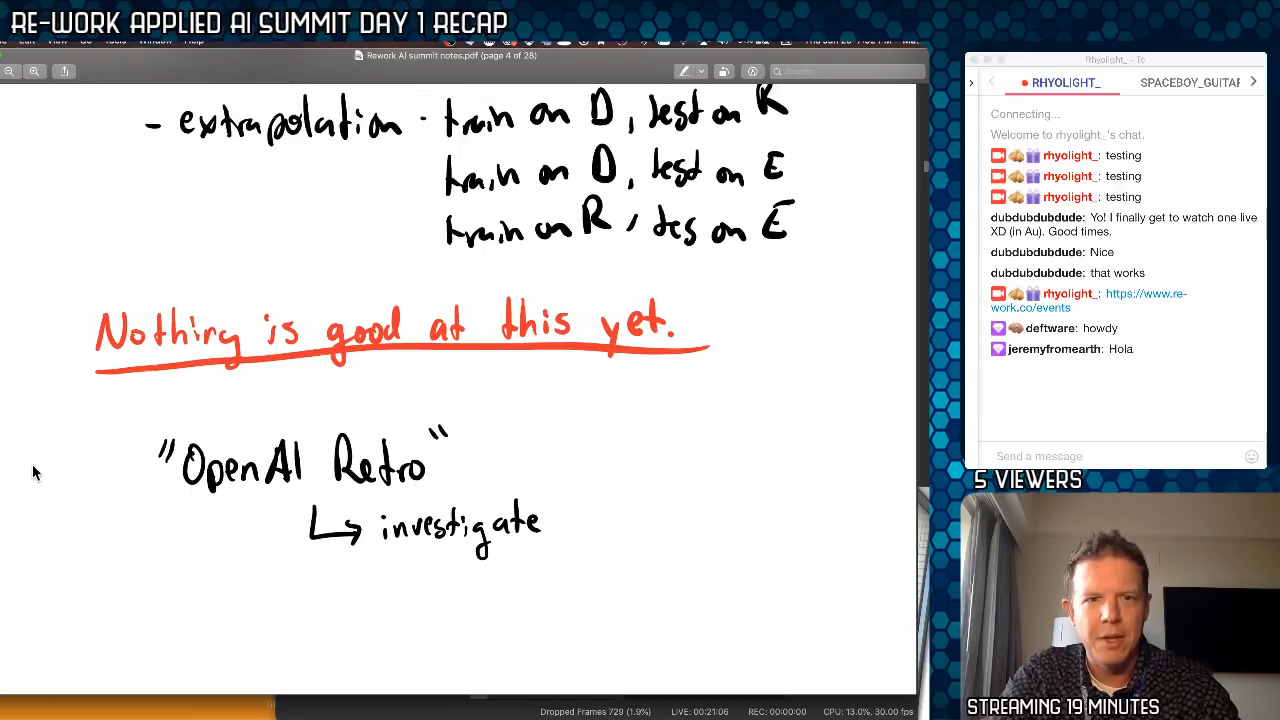 RE-WORK APPLIED AI SUMMIT DAY 1 RECAP
Rework AI summit notes.pdf (page 4 of 28)
Search
- extrapolation · train on D, test on R
train on D, test on E
train on R, tes on E
Nothing is good at this yet.
"OpenAI Retro"
↳ investigate
Rhyolight_ - Tc
RHYOLIGHT_ SPACEBOY_GUITAR
Connecting...
Welcome to rhyolight_'s chat.
rhyolight_: testing
rhyolight_: testing
rhyolight_: testing
dubdubdubdude: Yo! I finally get to watch one live
XD (in Au). Good times.
dubdubdubdude: Nice
dubdubdubdude: that works
rhyolight_: https://www.re-
work.co/events
deftware: howdy
jeremyfromearth: Hola
Send a message
5 VIEWERS
STREAMING 19 MINUTES
Dropped Frames 729 (1.9%) LIVE: 00:21:06 REC: 00:00:00 CPU: 13.0%, 30.00 fps